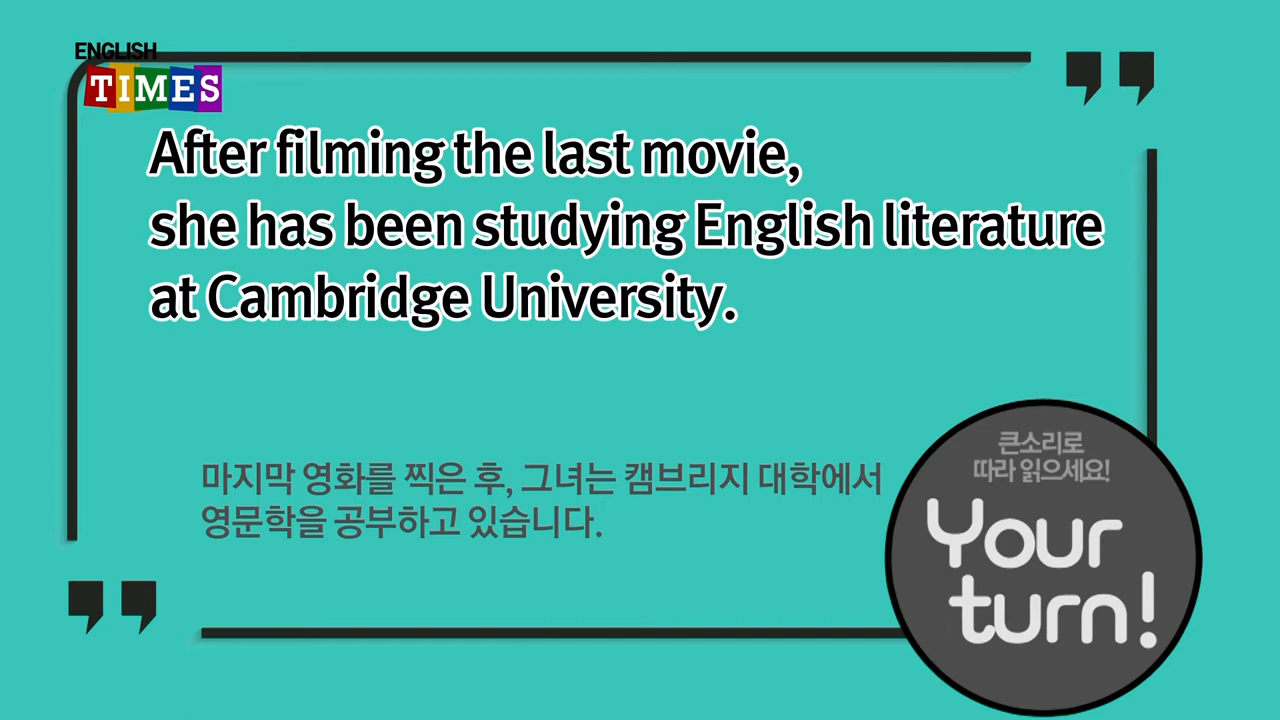 ENGLISH
TIMES
After filming the last movie,
she has been studying English literature
at Cambridge University.
마지막 영화를 찍은 후, 그녀는 캠브리지 대학에서
영문학을 공부하고 있습니다.
큰소리로
따라 읽으세요!
Your
turn!